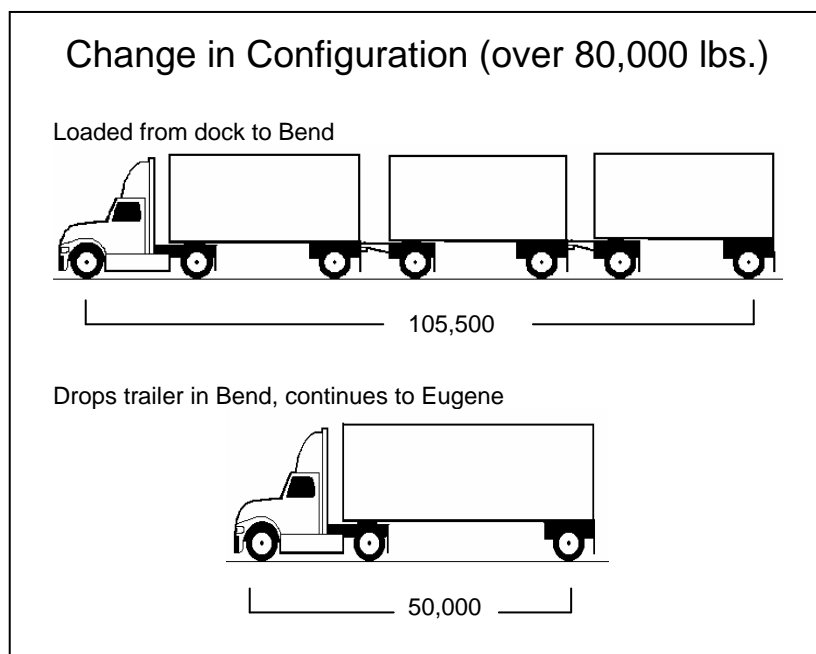 Change in Configuration (over 80,000 lbs.)
Loaded from dock to Bend
105,500
Drops trailer in Bend, continues to Eugene
50,000